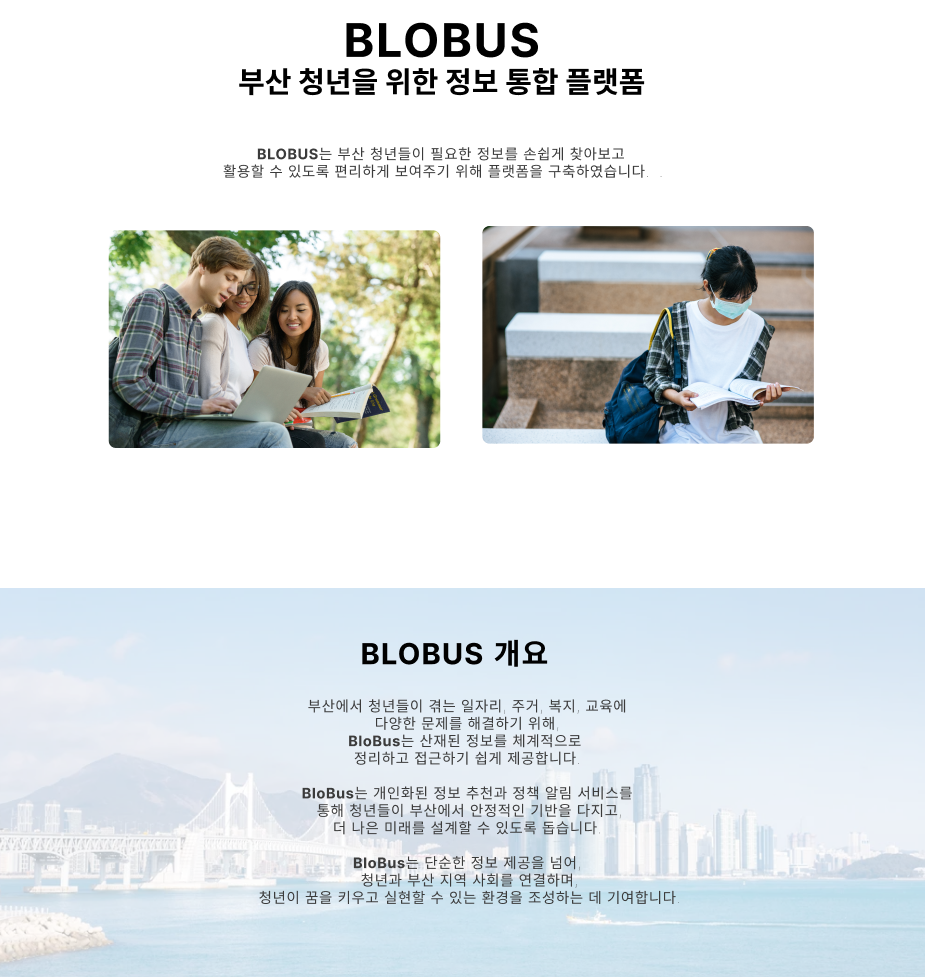 BLOBUS
부산 청년을 위한 정보 통합 플랫폼
BLOBUS는 부산 청년들이 필요한 정보를 손쉽게 찾아보고
활용할 수 있도록 편리하게 보여주기 위해 플랫폼을 구축하였습니다. .
BLOBUS 개요
부산에서 청년들이 겪는 일자리, 주거, 복지, 교육에
다양한 문제를 해결하기 위해,
BloBus는 산재된 정보를 체계적으로
정리하고 접근하기 쉽게 제공합니다.
BloBus는 개인화된 정보 추천과 정책 알림 서비스를
통해 청년들이 부산에서 안정적인 기반을 다지고,
더 나은 미래를 설계할 수 있도록 돕습니다.
BloBus는 단순한 정보 제공을 넘어,
청년과 부산 지역 사회를 연결하며,
청년이 꿈을 키우고 실현할 수 있는 환경을 조성하는 데 기여합니다.